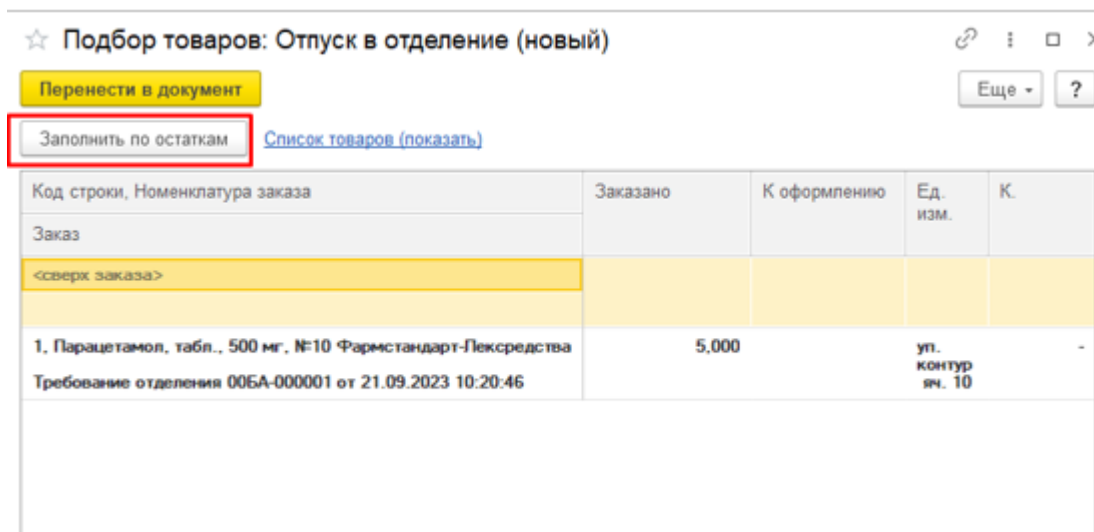 Подбор товаров: Отпуск в отделение (новый)
Перенести в документ
Еще
?
Заполнить по остаткам
Список товаров (показать)
Код строки, Номенклатура заказа
Заказано
К оформлению
Ед.
изм.
К.
Заказ
<сверх заказа>
1, Парацетамол, табл., 500 мг, №10 Фармстандарт-Лексредства
5,000
уп.
контур
яч. 10
-
Требование отделения 00БА-000001 от 21.09.2023 10:20:46